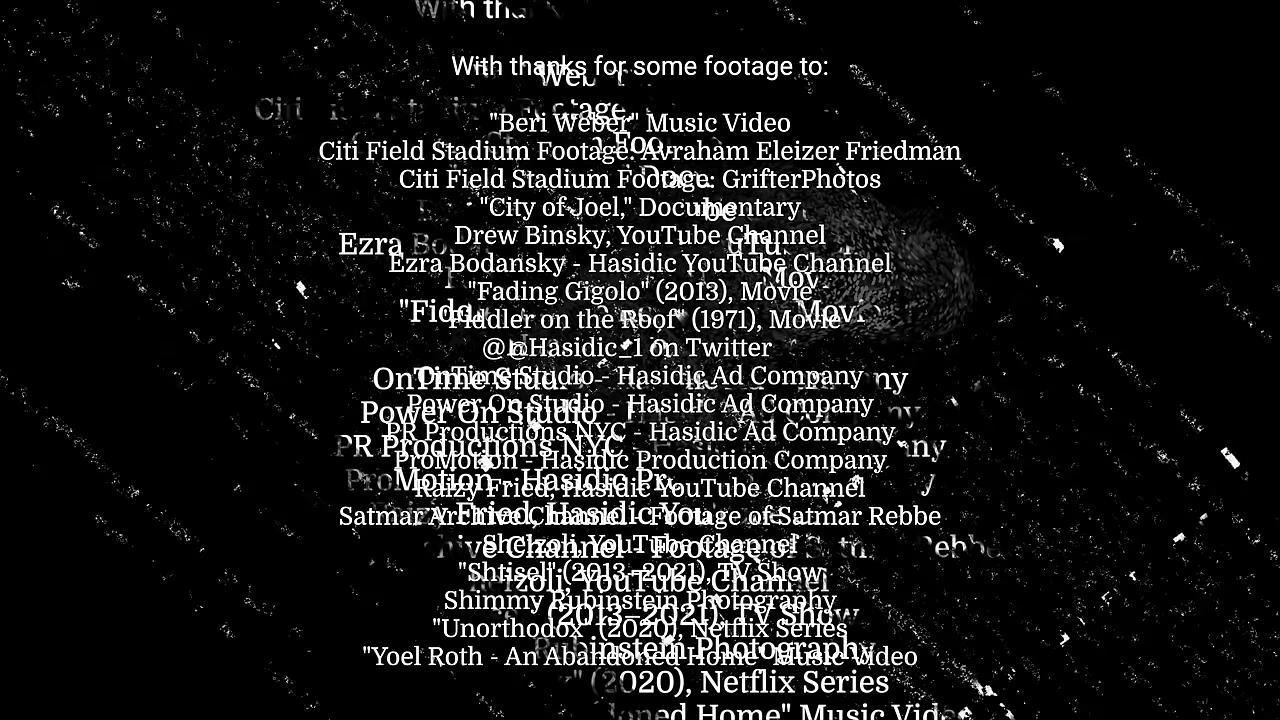 With thanks for some footage to:
"Beri Weber" Music Video
Citi Field Stadium Footage: Avraham Eleizer Friedman
Citi Field Stadium Footage: GrifterPhotos
"City of Joel," Documentary
Drew Binsky, YouTube Channel
Ezra Bodansky - Hasidic YouTube Channel
"Fading Gigolo" (2013), Movie
"Fiddler on the Roof" (1971), Movie
@Hasidic_1 on Twitter
OnTime Studio - Hasidic Ad Company
Power On Studio - Hasidic Ad Company
PR Productions NYC - Hasidic Ad Company
ProMotion - Hasidic Production Company
Raizy Fried, Hasidic YouTube Channel
Satmar Archive Channel - Footage of Satmar Rebbe
Shelzoli, YouTube Channel
"Shtisel" (2013–2021), TV Show
Shimmy Rubinstein Photography
"Unorthodox" (2020), Netflix Series
"Yoel Roth - An Abandoned Home" Music Video